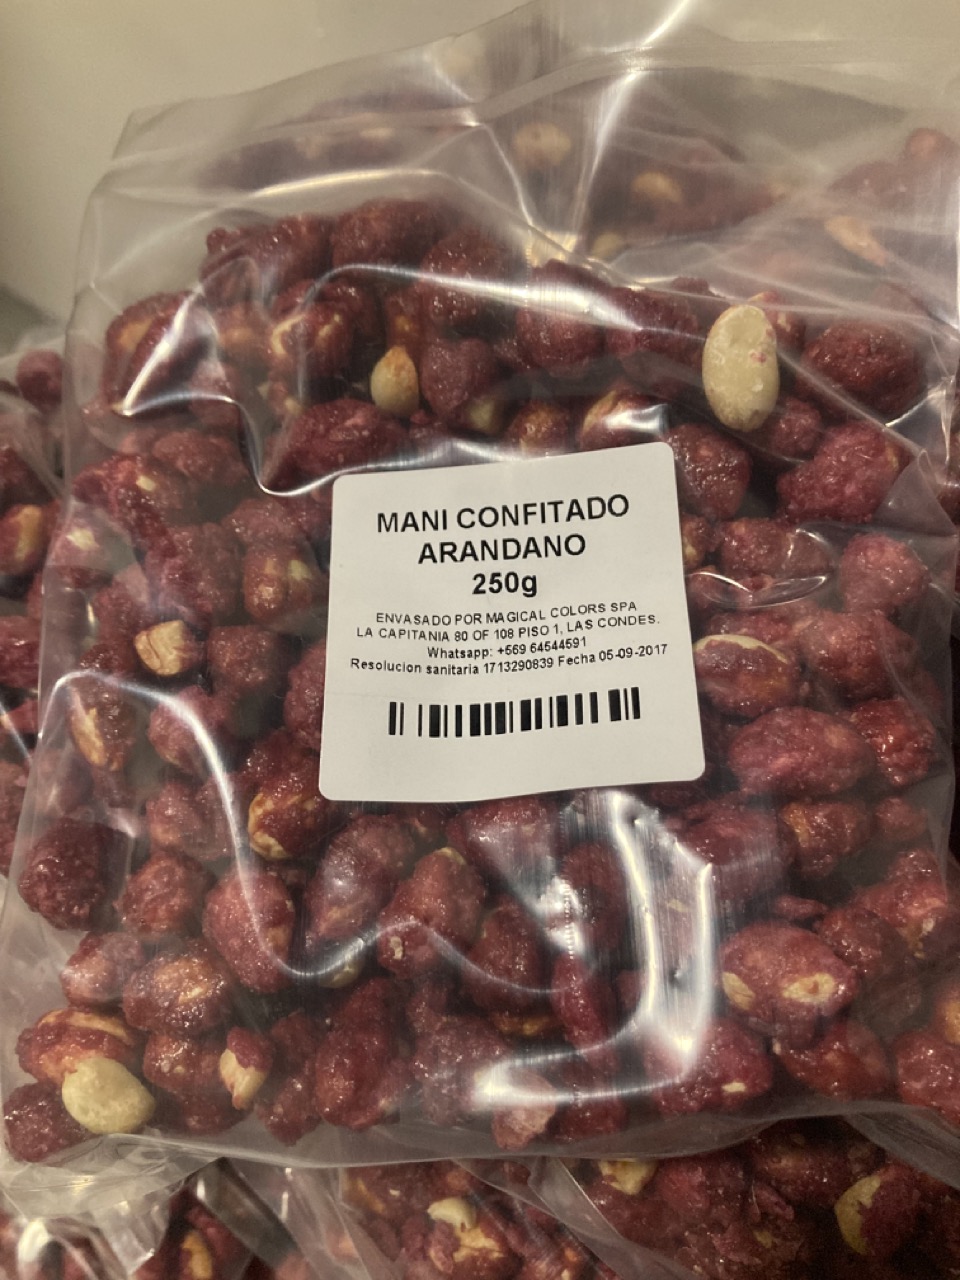 MANI CONFITADO
ARANDANO
250g
ENVASADO POR MAGICAL COLORS SPA
LA CAPITANIA 80 OF 108 PISO 1, LAS CONDES.
Whatsapp: +569 64544591
Resolucion sanitaria 1713290839 Fecha 05-09-2017